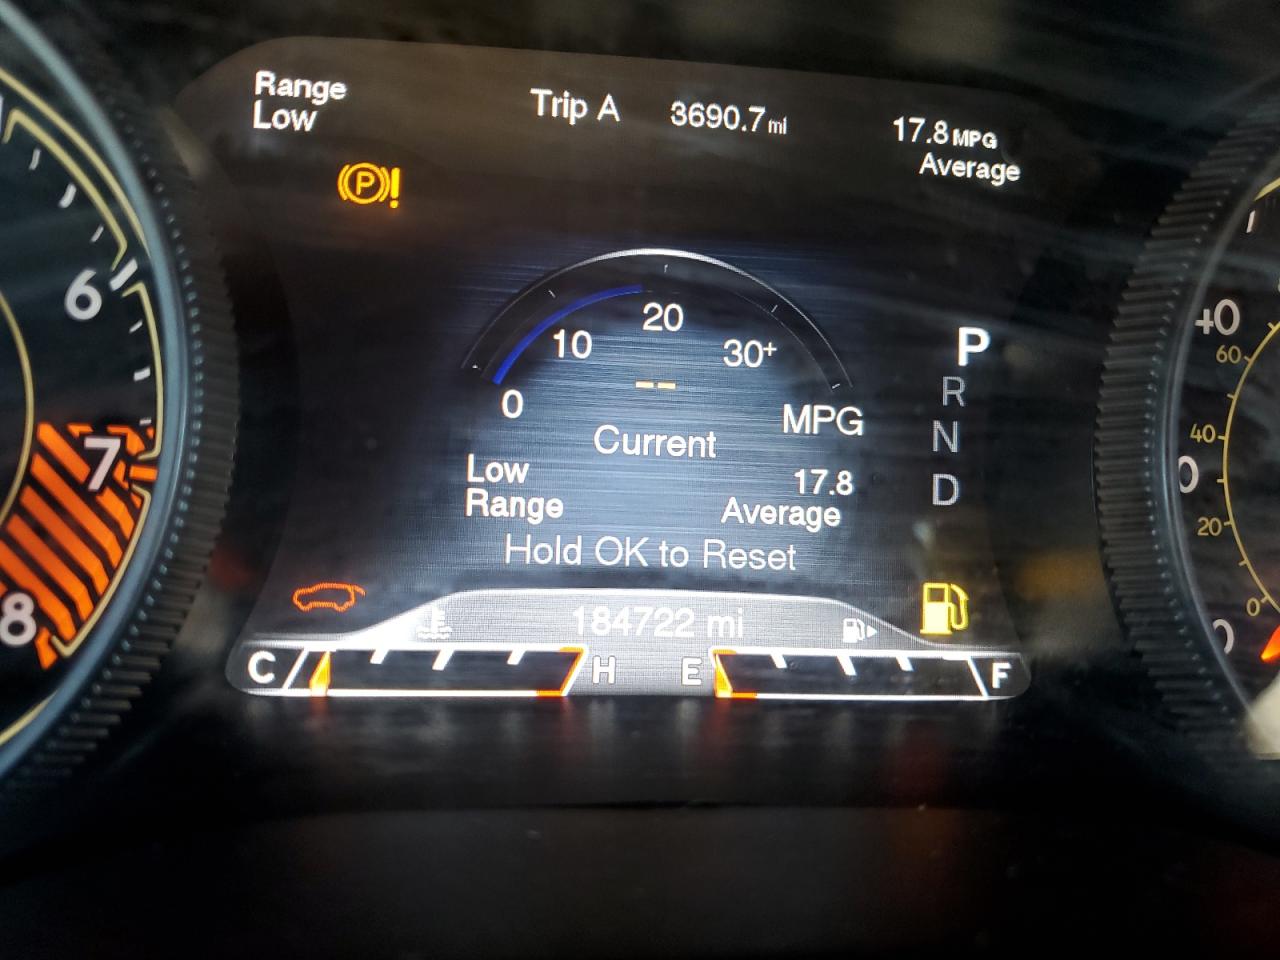 Range
Low
Trip A 3690.7 mi
17.8 MPG
Average
P!
6
7
8
10 20 30+
--
0 MPG
Current
Low
Range
17.8
Average
Hold OK to Reset
P
R
N
D
184722 mi
C H E F
60
40
20
0